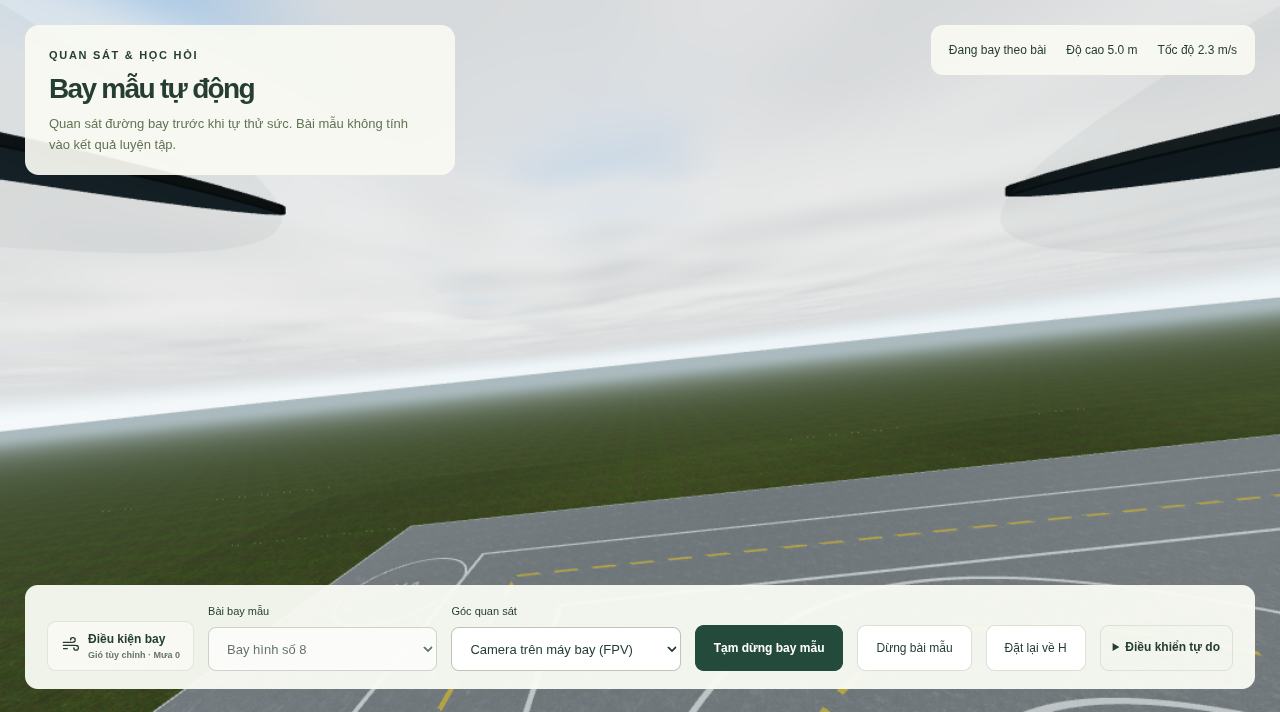 QUAN SÁT & HỌC HỎI
Bay mẫu tự động
Quan sát đường bay trước khi tự thử sức. Bài mẫu không tính
vào kết quả luyện tập.
Đang bay theo bài
Độ cao 5.0 m
Tốc độ 2.3 m/s
Điều kiện bay
Gió tùy chỉnh · Mưa 0
Bài bay mẫu
Bay hình số 8
Góc quan sát
Camera trên máy bay (FPV)
Tạm dừng bay mẫu
Dừng bài mẫu
Đặt lại về H
Điều khiển tự do